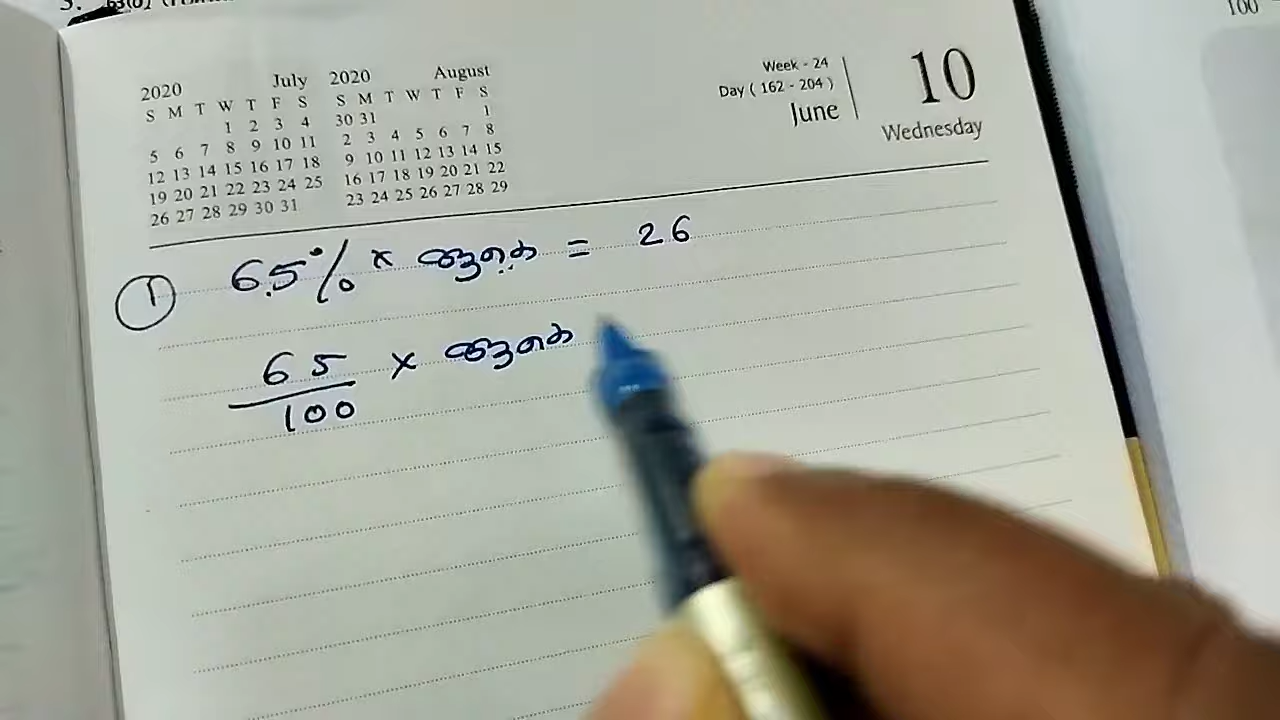 3.
2020 July 2020 August
S M T W T F S S M T W T F S
1 2 3 4 30 31 1
5 6 7 8 9 10 11 2 3 4 5 6 7 8
12 13 14 15 16 17 18 9 10 11 12 13 14 15
19 20 21 22 23 24 25 16 17 18 19 20 21 22
26 27 28 29 30 31 23 24 25 26 27 28 29
Week - 24
Day ( 162 - 204 )
June
10
Wednesday
100
① 65% × തുക = 26
65/100 × തുക